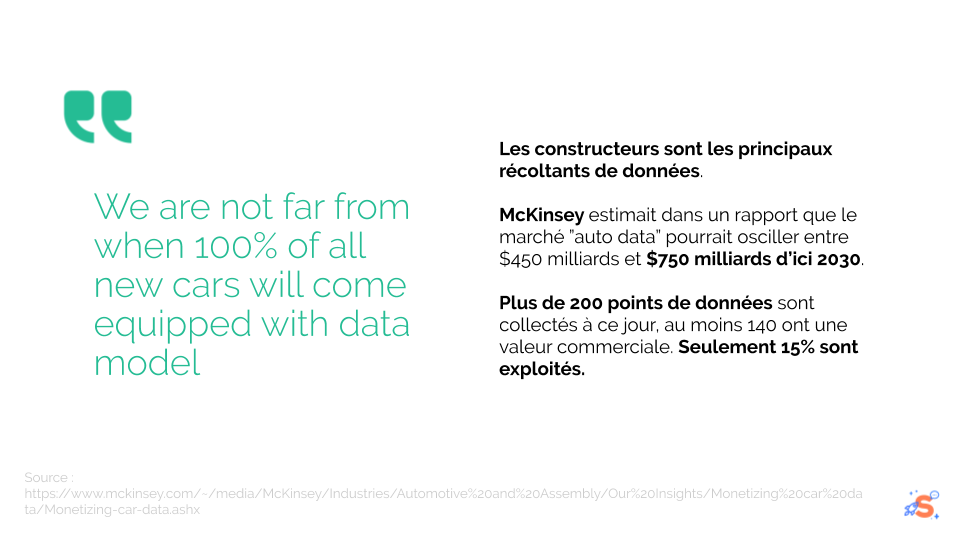 We are not far from
when 100% of all
new cars will come
equipped with data
model
Les constructeurs sont les principaux
récoltants de données.
McKinsey estimait dans un rapport que le
marché "auto data" pourrait osciller entre
$450 milliards et $750 milliards d'ici 2030.
Plus de 200 points de données sont
collectés à ce jour, au moins 140 ont une
valeur commerciale. Seulement 15% sont
exploités.
Source :
https://www.mckinsey.com/~/media/McKinsey/Industries/Automotive%20and%20Assembly/Our%20Insights/Monetizing%20car%20da
ta/Monetizing-car-data.ashx
S